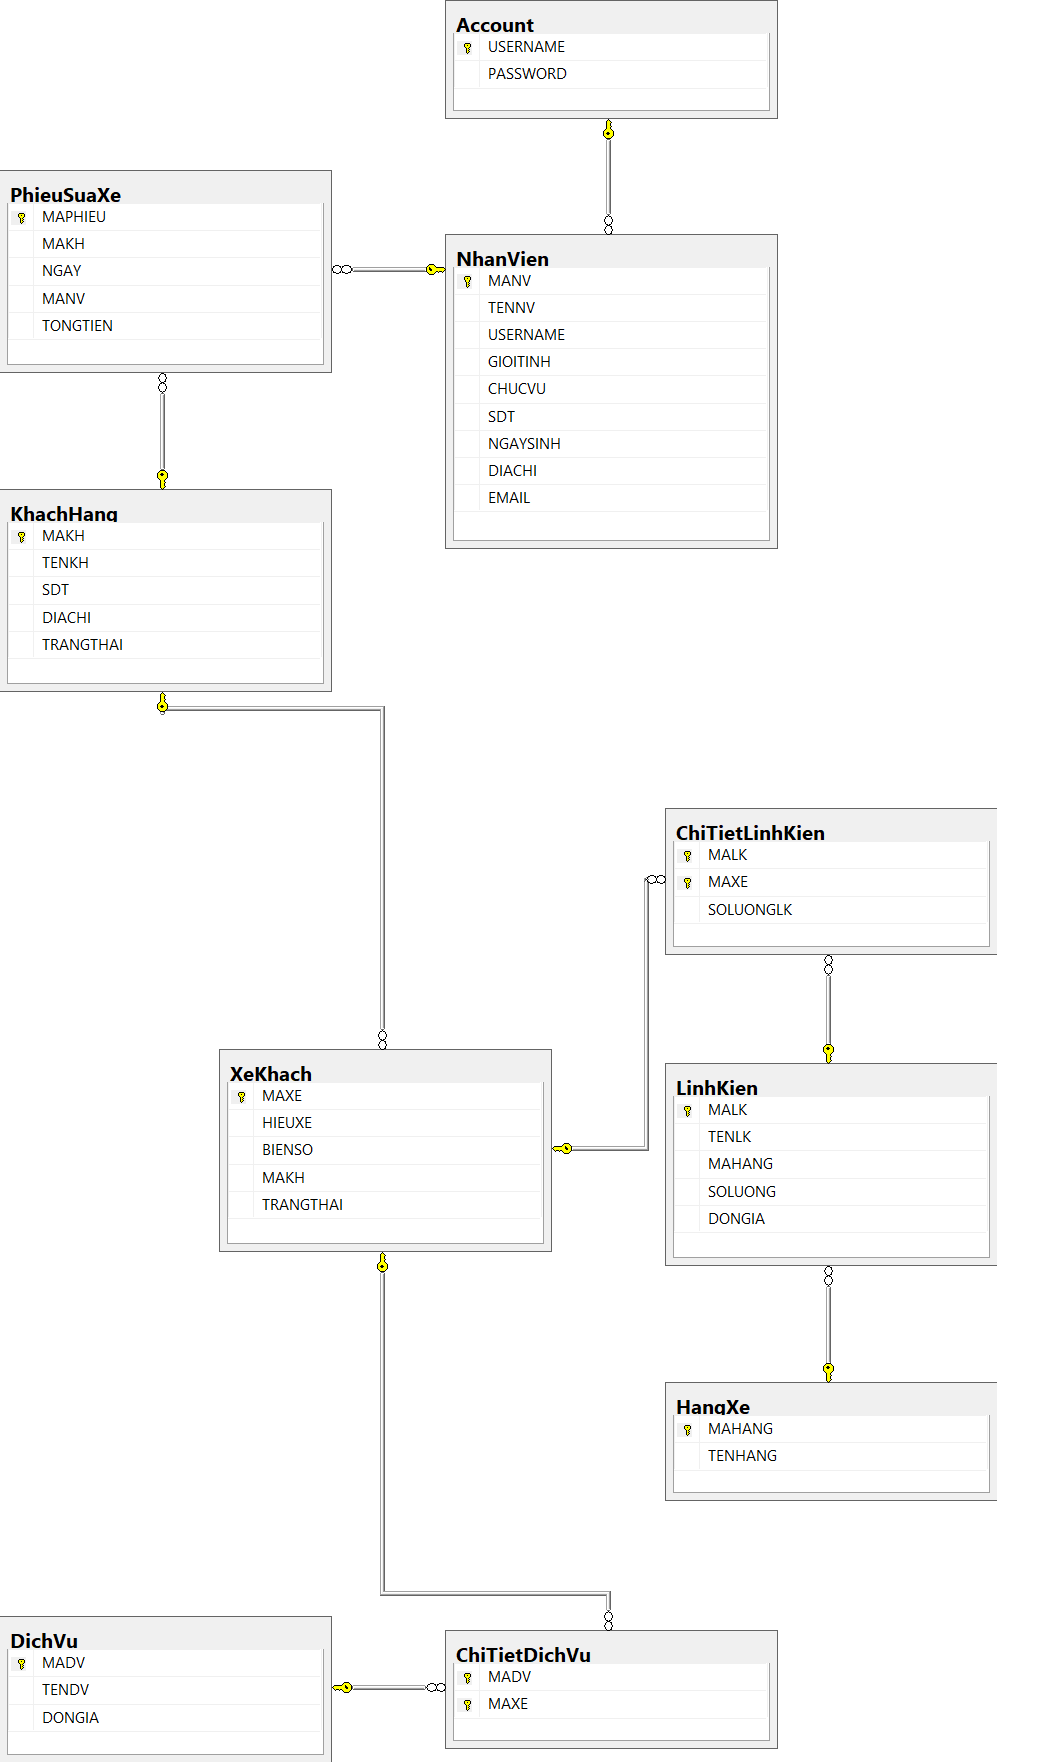 Account
USERNAME
PASSWORD
PhieuSuaXe
MAPHIEU
MAKH
NGAY
MANV
TONGTIEN
NhanVien
MANV
TENNV
USERNAME
GIOITINH
CHUCVU
SDT
NGAYSINH
DIACHI
EMAIL
KhachHang
MAKH
TENKH
SDT
DIACHI
TRANGTHAI
ChiTietLinhKien
MALK
MAXE
SOLUONGLK
XeKhach
MAXE
HIEUXE
BIENSO
MAKH
TRANGTHAI
LinhKien
MALK
TENLK
MAHANG
SOLUONG
DONGIA
HangXe
MAHANG
TENHANG
DichVu
MADV
TENDV
DONGIA
ChiTietDichVu
MADV
MAXE